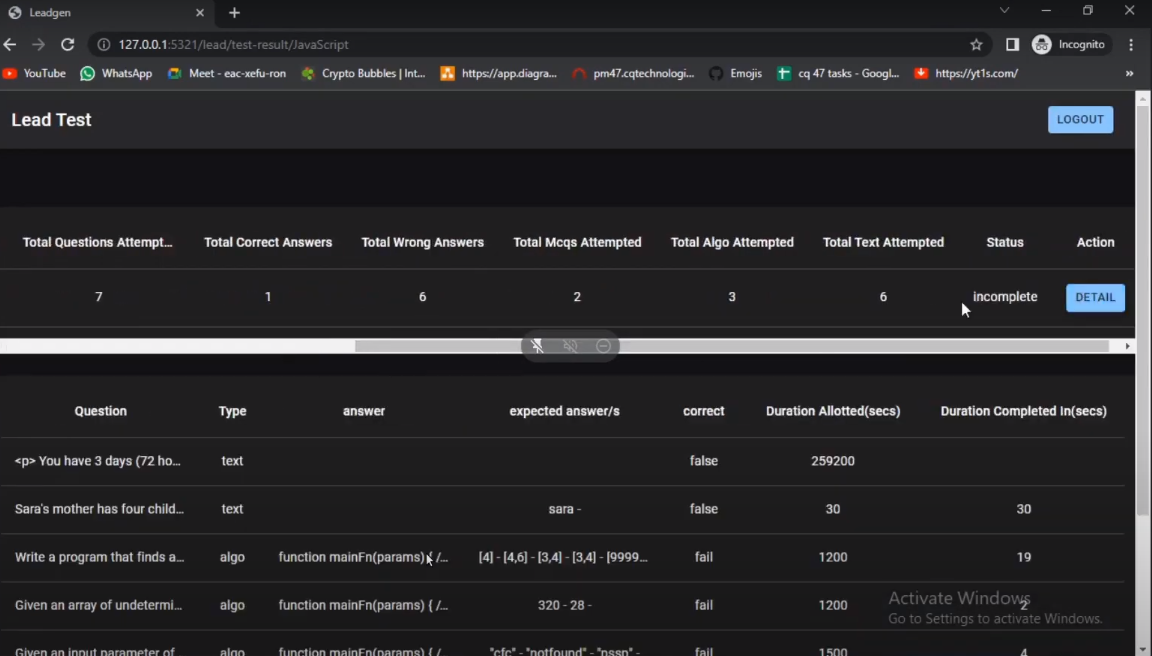 Leadgen
127.0.0.1:5321/lead/test-result/JavaScript
Incognito
YouTube WhatsApp Meet - eac-xefu-ron Crypto Bubbles | Int... https://app.diagra... pm47.cqtechnologi... Emojis cq 47 tasks - Googl... https://yt1s.com/ »
Lead Test
LOGOUT
Total Questions Attempt... Total Correct Answers Total Wrong Answers Total Mcqs Attempted Total Algo Attempted Total Text Attempted Status Action
7 1 6 2 3 6 incomplete DETAIL
Question Type answer expected answer/s correct Duration Allotted(secs) Duration Completed In(secs)
<p> You have 3 days (72 ho... text false 259200
Sara's mother has four child... text sara - false 30 30
Write a program that finds a... algo function mainFn(params) { /... [4] - [4,6] - [3,4] - [3,4] - [9999... fail 1200 19
Given an array of undetermi... algo function mainFn(params) { /... 320 - 28 - fail 1200 2
Activate Windows
Go to Settings to activate Windows.
Given an input parameter of algo function mainFn(params) { / "cfc" - "notfound" - "pssp" - fail 1500 4